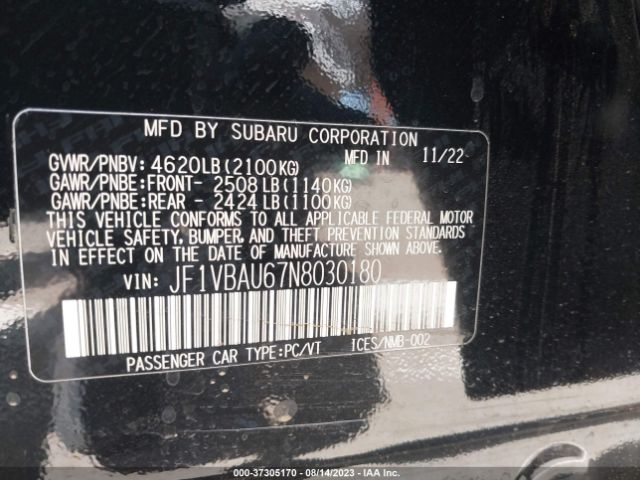 MFD BY SUBARU CORPORATION
GVWR/PNBV: 4620LB(2100KG) MFD IN 11/22
GAWR/PNBE:FRONT- 2508 LB(1140KG)
GAWR/PNBE:REAR - 2424 LB(1100KG)
THIS VEHICLE CONFORMS TO ALL APPLICABLE FEDERAL MOTOR
VEHICLE SAFETY, BUMPER, AND THEFT PREVENTION STANDARDS
IN EFFECT ON THE DATE OF MANUFACTURE SHOWN ABOVE.
VIN: JF1VBAU67N8030180
PASSENGER CAR TYPE:PC/VT ICES/NMB-002
000-37305170 - 08/14/2023 - IAAI.COM